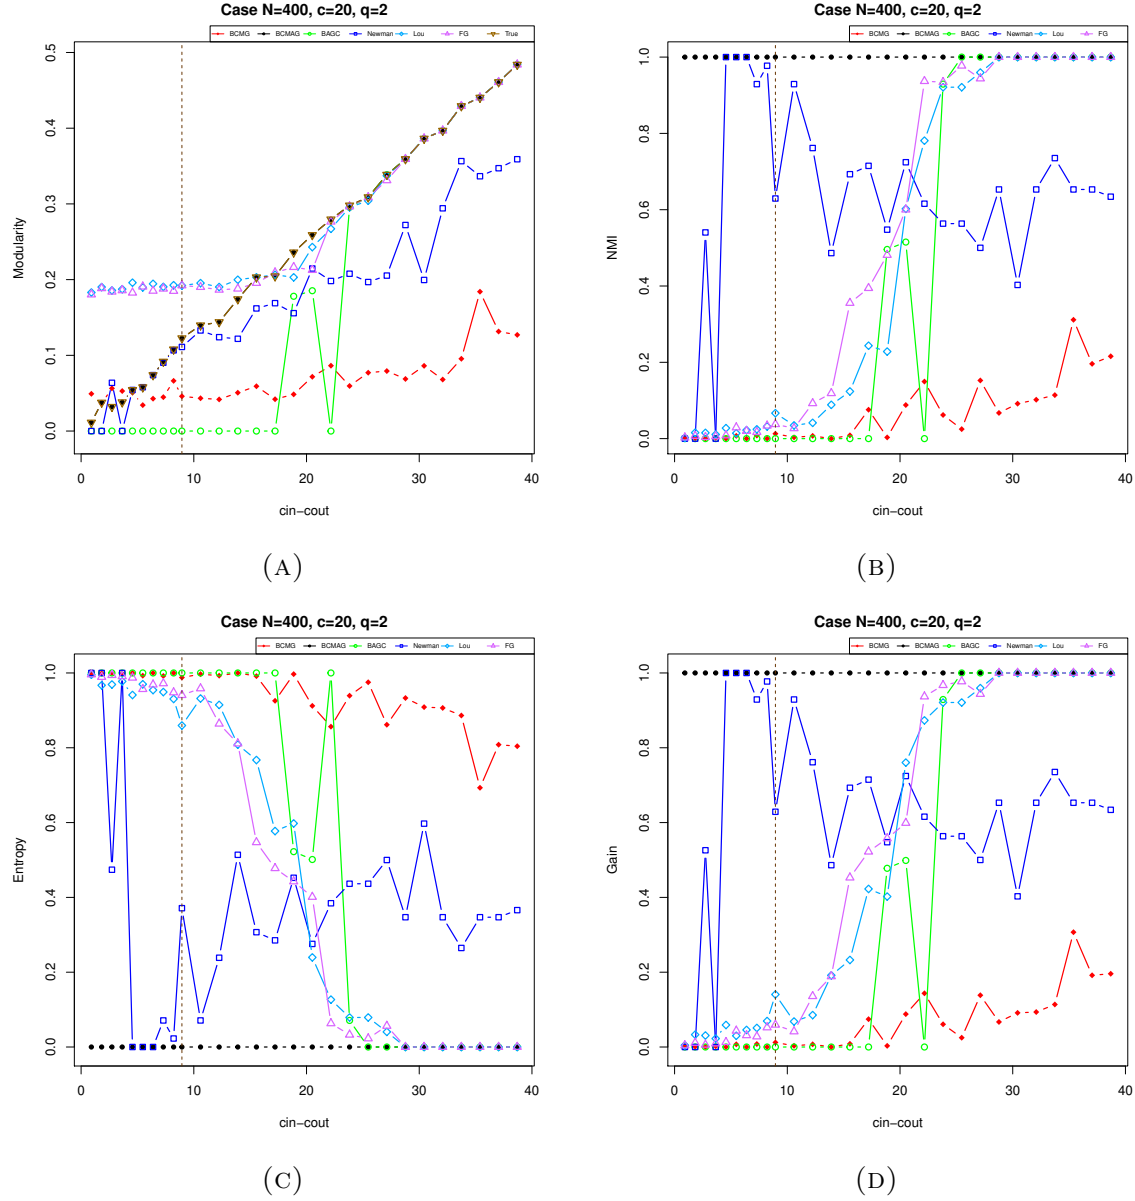 Case N=400, c=20, q=2
BCMG BCMAG BAGC Newman Lou FG True
Modularity
0.5
0.4
0.3
0.2
0.1
0.0
0 10 20 30 40
cin−cout
(A)
Case N=400, c=20, q=2
BCMG BCMAG BAGC Newman Lou FG
NMI
1.0
0.8
0.6
0.4
0.2
0.0
0 10 20 30 40
cin−cout
(B)
Case N=400, c=20, q=2
BCMG BCMAG BAGC Newman Lou FG
Entropy
1.0
0.8
0.6
0.4
0.2
0.0
0 10 20 30 40
cin−cout
(C)
Case N=400, c=20, q=2
BCMG BCMAG BAGC Newman Lou FG
Gain
1.0
0.8
0.6
0.4
0.2
0.0
0 10 20 30 40
cin−cout
(D)